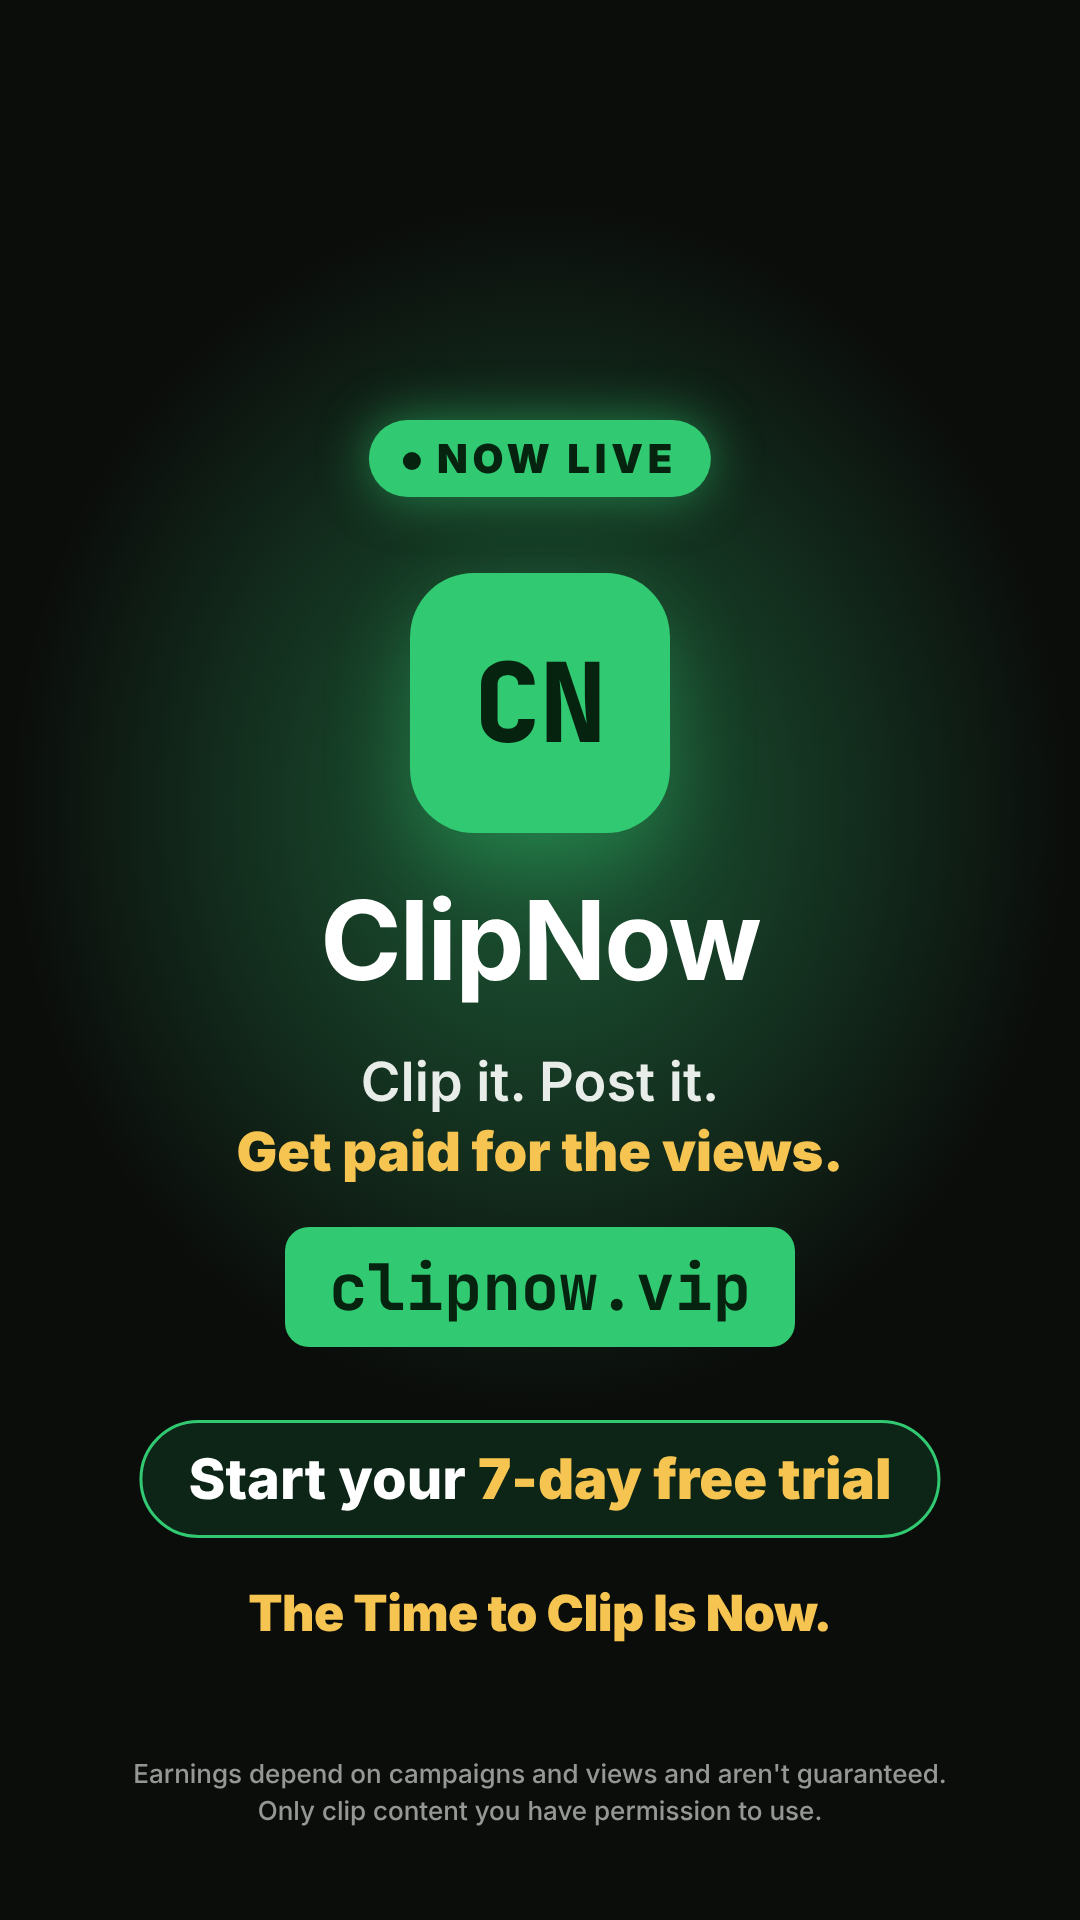 ● NOW LIVE
CN
ClipNow
Clip it. Post it.
Get paid for the views.
clipnow.vip
Start your 7-day free trial
The Time to Clip Is Now.
Earnings depend on campaigns and views and aren't guaranteed.
Only clip content you have permission to use.